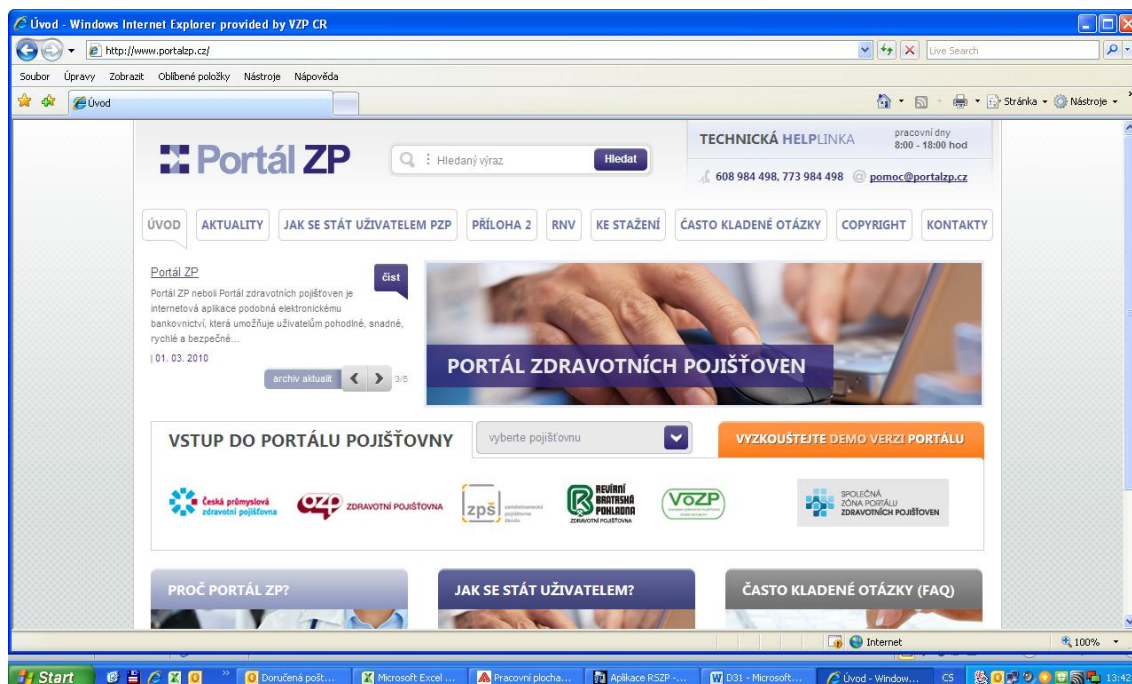 Úvod - Windows Internet Explorer provided by VZP CR
http://www.portalzp.cz/
Live Search
Soubor Úpravy Zobrazit Oblíbené položky Nástroje Nápověda
Úvod
Stránka Nástroje
Portál ZP
Hledaný výraz
Hledat
TECHNICKÁ HELPLINKA
pracovní dny
8:00 - 18:00 hod
608 984 498, 773 984 498 pomoc@portalzp.cz
ÚVOD AKTUALITY JAK SE STÁT UŽIVATELEM PZP PŘÍLOHA 2 RNV KE STAŽENÍ ČASTO KLADENÉ OTÁZKY COPYRIGHT KONTAKTY
Portál ZP
číst
Portál ZP neboli Portál zdravotních pojišťoven je
internetová aplikace podobná elektronickému
bankovnictví, která umožňuje uživatelům pohodlné, snadné,
rychlé a bezpečné...
| 01. 03. 2010
archiv aktualit 3/5
PORTÁL ZDRAVOTNÍCH POJIŠŤOVEN
VSTUP DO PORTÁLU POJIŠŤOVNY
vyberte pojišťovnu
VYZKOUŠTEJTE DEMO VERZI PORTÁLU
Česká průmyslová
zdravotní pojišťovna
OZP ZDRAVOTNÍ POJIŠŤOVNA
zpš
REVÍRNÍ
BRATRSKÁ
POKLADNA
ZDRAVOTNÍ POJIŠŤOVNA
VoZP
SPOLEČNÁ
ZÓNA PORTÁLU
ZDRAVOTNÍCH POJIŠŤOVEN
PROČ PORTÁL ZP?
JAK SE STÁT UŽIVATELEM?
ČASTO KLADENÉ OTÁZKY (FAQ)
Internet
100%
Start
Doručená pošt...
Microsoft Excel ...
Pracovní plocha...
Aplikace RSZP -...
D31 - Microsoft...
Úvod - Window...
CS
13:42